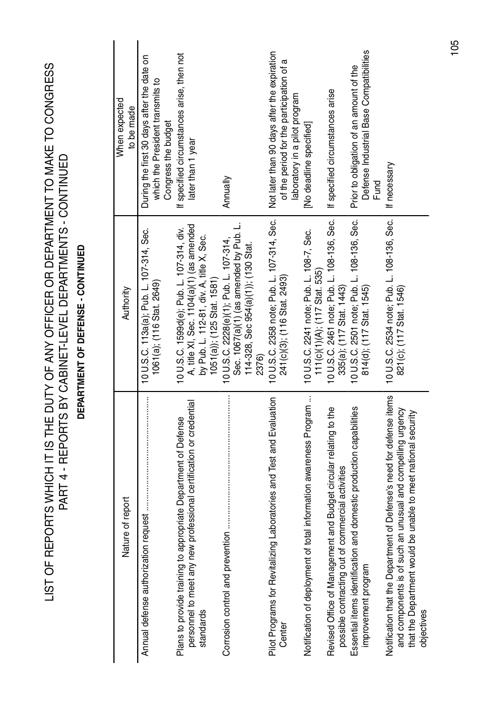 LIST OF REPORTS WHICH IT IS THE DUTY OF ANY OFFICER OR DEPARTMENT TO MAKE TO CONGRESS
PART 4 - REPORTS BY CABINET-LEVEL DEPARTMENTS - CONTINUED
DEPARTMENT OF DEFENSE - CONTINUED
Nature of report
Authority
When expected
to be made
Annual defense authorization request
10 U.S.C. 113a(a); Pub. L. 107-314, Sec.
1061(a); (116 Stat. 2649)
During the first 30 days after the date on
which the President transmits to
Congress the budget
Plans to provide training to appropriate Department of Defense
personnel to meet any new professional certification or credential
standards
10 U.S.C. 1599d(e); Pub. L. 107-314, div.
A, title XI, Sec. 1104(a)(1) (as amended
by Pub. L. 112-81, div. A, title X, Sec.
1051(a)); (125 Stat. 1581)
If specified circumstances arise, then not
later than 1 year
Corrosion control and prevention
10 U.S.C. 2228(e)(1); Pub. L. 107-314,
Sec. 1067(a)(1) (as amended by Pub. L.
114-328, Sec 954(a)(1)); (130 Stat.
2376)
Annually
Pilot Programs for Revitalizing Laboratories and Test and Evaluation
Center
10 U.S.C. 2358 note; Pub. L. 107-314, Sec.
241(c)(3); (116 Stat. 2493)
Not later than 90 days after the expiration
of the period for the participation of a
laboratory in a pilot program
Notification of deployment of total information awareness Program ...
10 U.S.C. 2241 note; Pub. L. 108-7, Sec.
111(c)(1)(A); (117 Stat. 535)
[No deadline specified]
Revised Office of Management and Budget circular relating to the
possible contracting out of commercial activities
10 U.S.C. 2461 note; Pub. L. 108-136, Sec.
335(a); (117 Stat. 1443)
If specified circumstances arise
Essential items identification and domestic production capabilities
improvement program
10 U.S.C. 2501 note; Pub. L. 108-136, Sec.
814(d); (117 Stat. 1545)
Prior to obligation of an amount of the
Defense Industrial Base Compatibilities
Fund
Notification that the Department of Defense's need for defense items
and components is of such an unusual and compelling urgency
that the Department would be unable to meet national security
objectives
10 U.S.C. 2534 note; Pub. L. 108-136, Sec.
821(c); (117 Stat. 1546)
If necessary
105